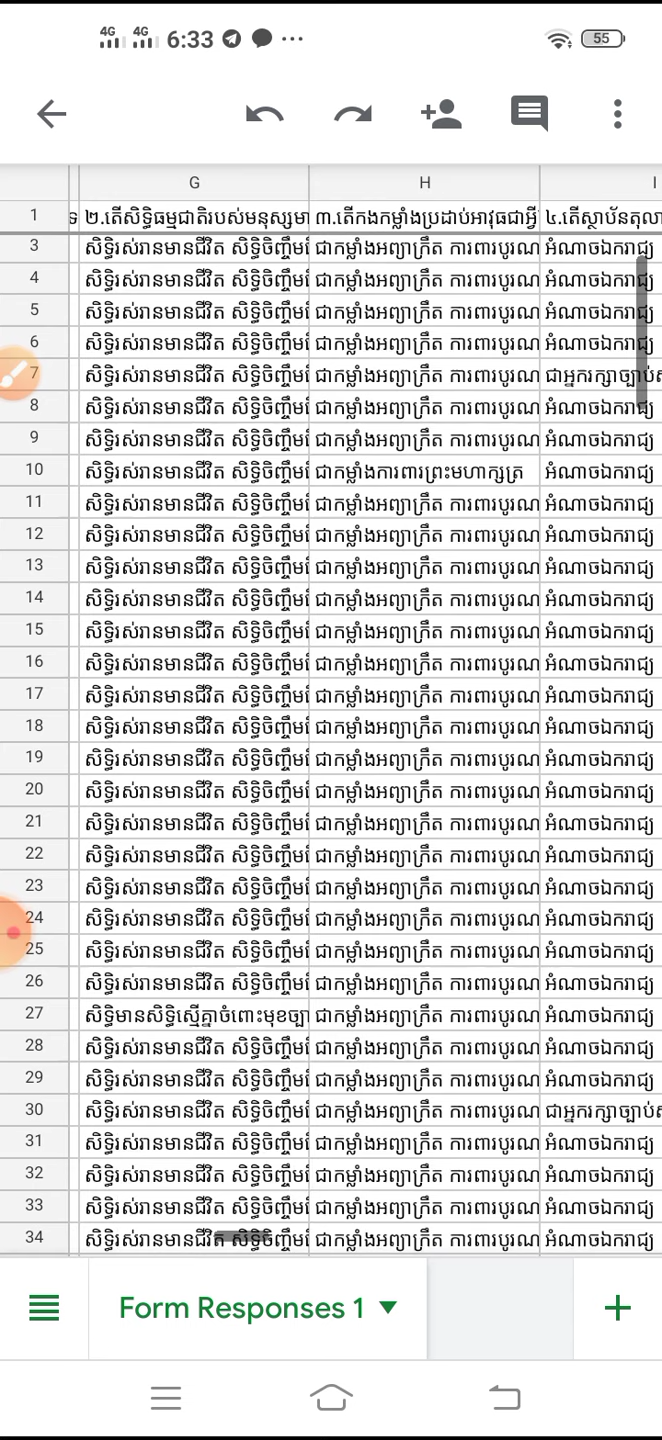 4G 4G 6:33 55
G H I
1 ២.តើសិទ្ធិធម្មជាតិរបស់មនុស្សមា ៣.តើកងកម្លាំងប្រដាប់អាវុធជាអ្វី ៤.តើស្ថាប័នតុលា
3 សិទ្ធិរស់រានមានជីវិត សិទ្ធិចិញ្ចឹម ជាកម្លាំងអព្យាក្រឹត ការពារបូរណ អំណាចឯករាជ្យ
4 សិទ្ធិរស់រានមានជីវិត សិទ្ធិចិញ្ចឹម ជាកម្លាំងអព្យាក្រឹត ការពារបូរណ អំណាចឯករាជ្យ
5 សិទ្ធិរស់រានមានជីវិត សិទ្ធិចិញ្ចឹម ជាកម្លាំងអព្យាក្រឹត ការពារបូរណ អំណាចឯករាជ្យ
6 សិទ្ធិរស់រានមានជីវិត សិទ្ធិចិញ្ចឹម ជាកម្លាំងអព្យាក្រឹត ការពារបូរណ អំណាចឯករាជ្យ
7 សិទ្ធិរស់រានមានជីវិត សិទ្ធិចិញ្ចឹម ជាកម្លាំងអព្យាក្រឹត ការពារបូរណ ជាអ្នករក្សាច្បាប់
8 សិទ្ធិរស់រានមានជីវិត សិទ្ធិចិញ្ចឹម ជាកម្លាំងអព្យាក្រឹត ការពារបូរណ អំណាចឯករាជ្យ
9 សិទ្ធិរស់រានមានជីវិត សិទ្ធិចិញ្ចឹម ជាកម្លាំងអព្យាក្រឹត ការពារបូរណ អំណាចឯករាជ្យ
10 សិទ្ធិរស់រានមានជីវិត សិទ្ធិចិញ្ចឹម ជាកម្លាំងការពារព្រះមហាក្សត្រ អំណាចឯករាជ្យ
11 សិទ្ធិរស់រានមានជីវិត សិទ្ធិចិញ្ចឹម ជាកម្លាំងអព្យាក្រឹត ការពារបូរណ អំណាចឯករាជ្យ
12 សិទ្ធិរស់រានមានជីវិត សិទ្ធិចិញ្ចឹម ជាកម្លាំងអព្យាក្រឹត ការពារបូរណ អំណាចឯករាជ្យ
13 សិទ្ធិរស់រានមានជីវិត សិទ្ធិចិញ្ចឹម ជាកម្លាំងអព្យាក្រឹត ការពារបូរណ អំណាចឯករាជ្យ
14 សិទ្ធិរស់រានមានជីវិត សិទ្ធិចិញ្ចឹម ជាកម្លាំងអព្យាក្រឹត ការពារបូរណ អំណាចឯករាជ្យ
15 សិទ្ធិរស់រានមានជីវិត សិទ្ធិចិញ្ចឹម ជាកម្លាំងអព្យាក្រឹត ការពារបូរណ អំណាចឯករាជ្យ
16 សិទ្ធិរស់រានមានជីវិត សិទ្ធិចិញ្ចឹម ជាកម្លាំងអព្យាក្រឹត ការពារបូរណ អំណាចឯករាជ្យ
17 សិទ្ធិរស់រានមានជីវិត សិទ្ធិចិញ្ចឹម ជាកម្លាំងអព្យាក្រឹត ការពារបូរណ អំណាចឯករាជ្យ
18 សិទ្ធិរស់រានមានជីវិត សិទ្ធិចិញ្ចឹម ជាកម្លាំងអព្យាក្រឹត ការពារបូរណ អំណាចឯករាជ្យ
19 សិទ្ធិរស់រានមានជីវិត សិទ្ធិចិញ្ចឹម ជាកម្លាំងអព្យាក្រឹត ការពារបូរណ អំណាចឯករាជ្យ
20 សិទ្ធិរស់រានមានជីវិត សិទ្ធិចិញ្ចឹម ជាកម្លាំងអព្យាក្រឹត ការពារបូរណ អំណាចឯករាជ្យ
21 សិទ្ធិរស់រានមានជីវិត សិទ្ធិចិញ្ចឹម ជាកម្លាំងអព្យាក្រឹត ការពារបូរណ អំណាចឯករាជ្យ
22 សិទ្ធិរស់រានមានជីវិត សិទ្ធិចិញ្ចឹម ជាកម្លាំងអព្យាក្រឹត ការពារបូរណ អំណាចឯករាជ្យ
23 សិទ្ធិរស់រានមានជីវិត សិទ្ធិចិញ្ចឹម ជាកម្លាំងអព្យាក្រឹត ការពារបូរណ អំណាចឯករាជ្យ
24 សិទ្ធិរស់រានមានជីវិត សិទ្ធិចិញ្ចឹម ជាកម្លាំងអព្យាក្រឹត ការពារបូរណ អំណាចឯករាជ្យ
25 សិទ្ធិរស់រានមានជីវិត សិទ្ធិចិញ្ចឹម ជាកម្លាំងអព្យាក្រឹត ការពារបូរណ អំណាចឯករាជ្យ
26 សិទ្ធិរស់រានមានជីវិត សិទ្ធិចិញ្ចឹម ជាកម្លាំងអព្យាក្រឹត ការពារបូរណ អំណាចឯករាជ្យ
27 សិទ្ធិមានសិទ្ធិស្មើគ្នាចំពោះមុខច្បា ជាកម្លាំងអព្យាក្រឹត ការពារបូរណ អំណាចឯករាជ្យ
28 សិទ្ធិរស់រានមានជីវិត សិទ្ធិចិញ្ចឹម ជាកម្លាំងអព្យាក្រឹត ការពារបូរណ អំណាចឯករាជ្យ
29 សិទ្ធិរស់រានមានជីវិត សិទ្ធិចិញ្ចឹម ជាកម្លាំងអព្យាក្រឹត ការពារបូរណ អំណាចឯករាជ្យ
30 សិទ្ធិរស់រានមានជីវិត សិទ្ធិចិញ្ចឹម ជាកម្លាំងអព្យាក្រឹត ការពារបូរណ ជាអ្នករក្សាច្បាប់
31 សិទ្ធិរស់រានមានជីវិត សិទ្ធិចិញ្ចឹម ជាកម្លាំងអព្យាក្រឹត ការពារបូរណ អំណាចឯករាជ្យ
32 សិទ្ធិរស់រានមានជីវិត សិទ្ធិចិញ្ចឹម ជាកម្លាំងអព្យាក្រឹត ការពារបូរណ អំណាចឯករាជ្យ
33 សិទ្ធិរស់រានមានជីវិត សិទ្ធិចិញ្ចឹម ជាកម្លាំងអព្យាក្រឹត ការពារបូរណ អំណាចឯករាជ្យ
34 សិទ្ធិរស់រានមានជីវិត សិទ្ធិចិញ្ចឹម ជាកម្លាំងអព្យាក្រឹត ការពារបូរណ អំណាចឯករាជ្យ
Form Responses 1